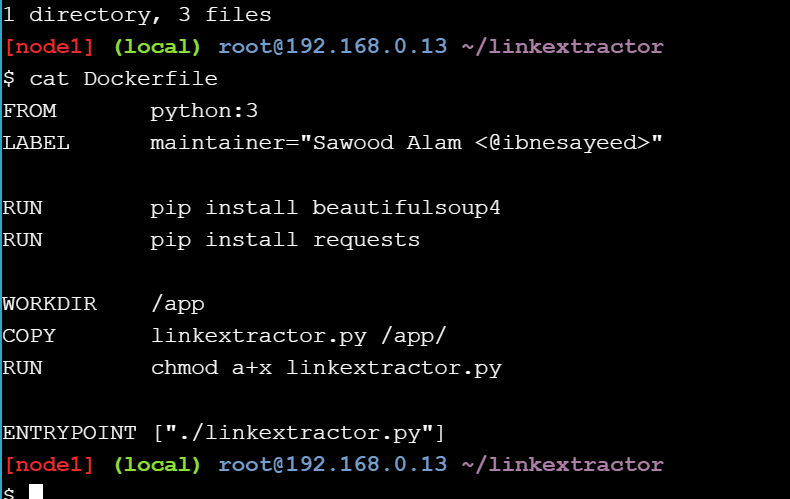 1 directory, 3 files
[node1] (local) root@192.168.0.13 ~/linkextractor
$ cat Dockerfile
FROM       python:3
LABEL      maintainer="Sawood Alam <@ibnesayeed>"
RUN        pip install beautifulsoup4
RUN        pip install requests
WORKDIR    /app
COPY       linkextractor.py /app/
RUN        chmod a+x linkextractor.py
ENTRYPOINT ["./linkextractor.py"]
[node1] (local) root@192.168.0.13 ~/linkextractor
$